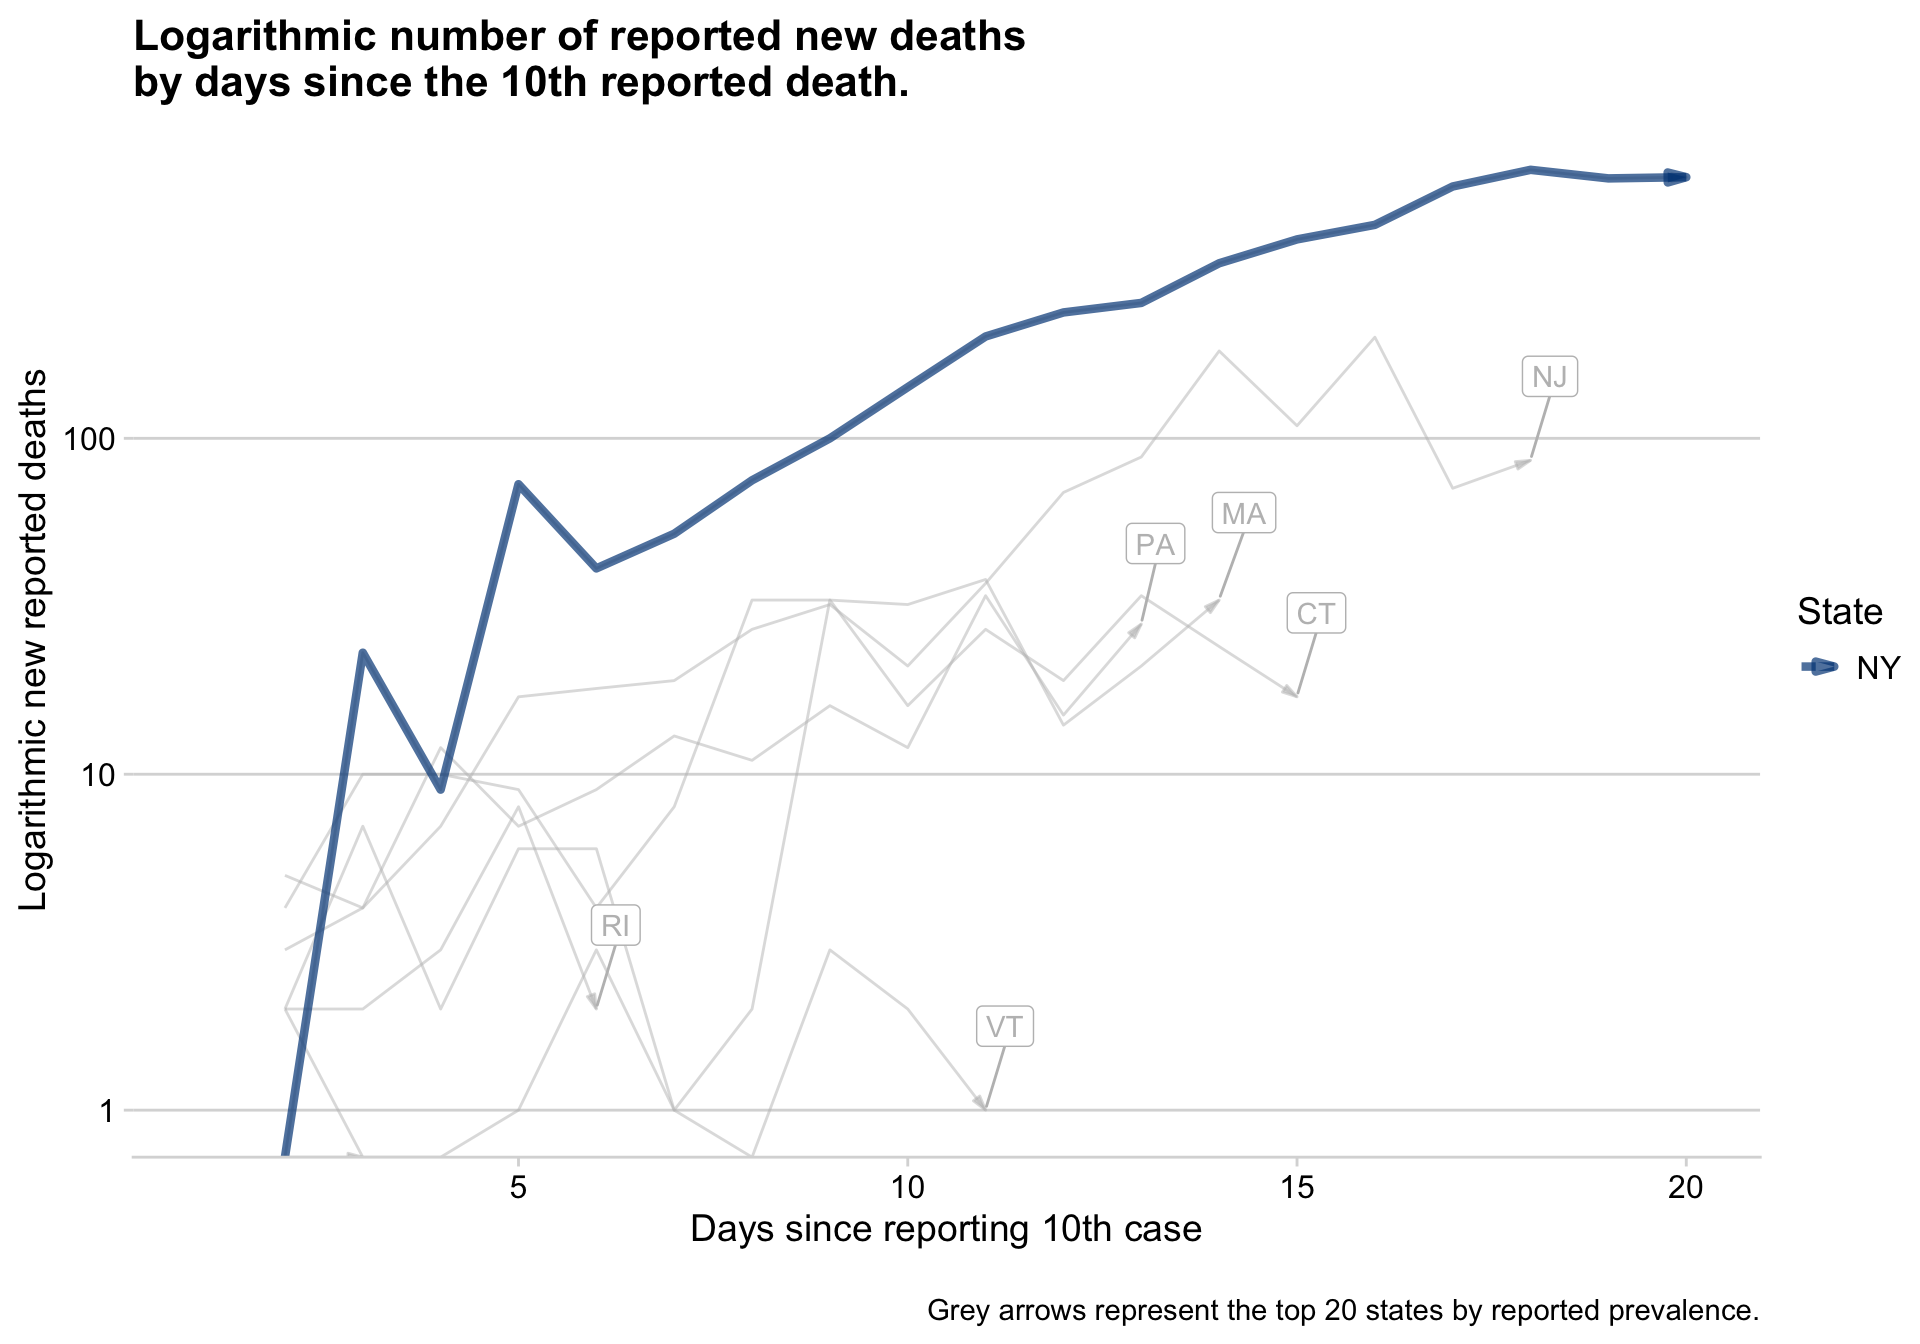 Logarithmic number of reported new deaths
by days since the 10th reported death.
Logarithmic new reported deaths
100
10
1
NJ
MA
PA
CT
RI
VT
State
NY
5
10
15
20
Days since reporting 10th case
Grey arrows represent the top 20 states by reported prevalence.